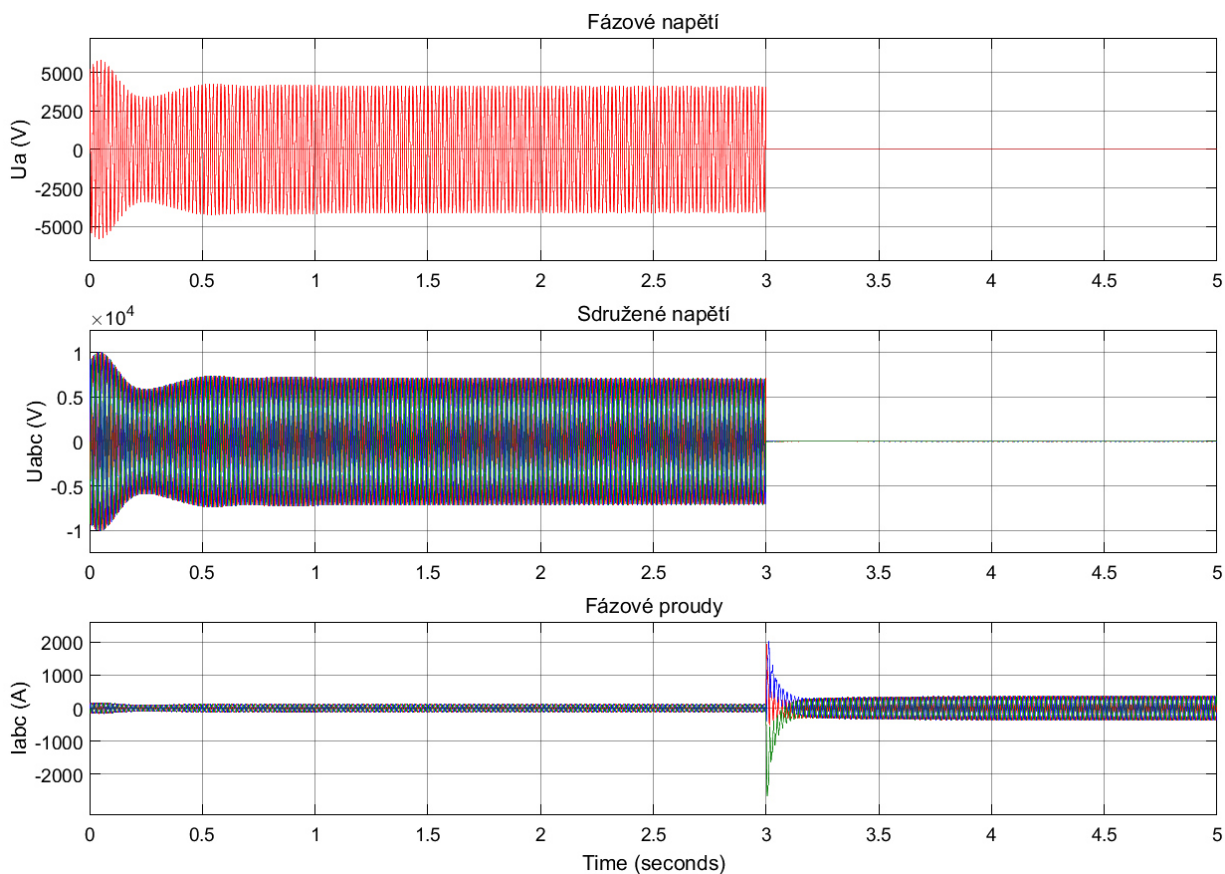 Fázové napětí
5000
2500
0
-2500
-5000
Ua (V)
0 0.5 1 1.5 2 2.5 3 3.5 4 4.5 5
Sdružené napětí
×10^4
1
0.5
0
-0.5
-1
Uabc (V)
0 0.5 1 1.5 2 2.5 3 3.5 4 4.5 5
Fázové proudy
2000
1000
0
-1000
-2000
Iabc (A)
0 0.5 1 1.5 2 2.5 3 3.5 4 4.5 5
Time (seconds)